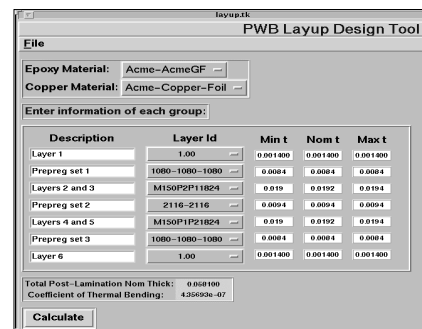 layup.tk
PWB Layup Design Tool
File
Epoxy Material: Acme-AcmeGF
Copper Material: Acme-Copper-Foil
Enter information of each group:
Description Layer Id Min t Nom t Max t
Layer 1 1.00 0.001400 0.001400 0.001400
Prepreg set 1 1080-1080-1080 0.0084 0.0084 0.0084
Layers 2 and 3 M150P2P11824 0.019 0.0192 0.0194
Prepreg set 2 2116-2116 0.0094 0.0094 0.0094
Layers 4 and 5 M150P1P21824 0.019 0.0192 0.0194
Prepreg set 3 1080-1080-1080 0.0084 0.0084 0.0084
Layer 6 1.00 0.001400 0.001400 0.001400
Total Post-Lamination Nom Thick: 0.058100
Coefficient of Thermal Bending: 4.35693e-07
Calculate